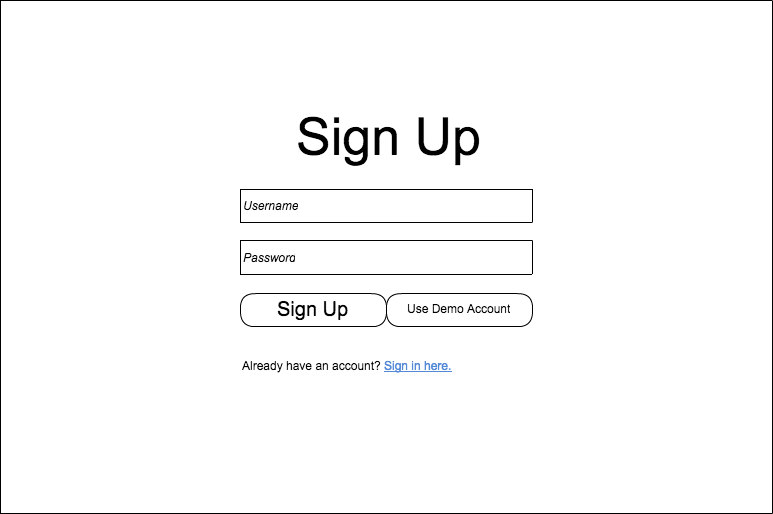 Sign Up
Username
Password
Sign Up
Use Demo Account
Already have an account? Sign in here.